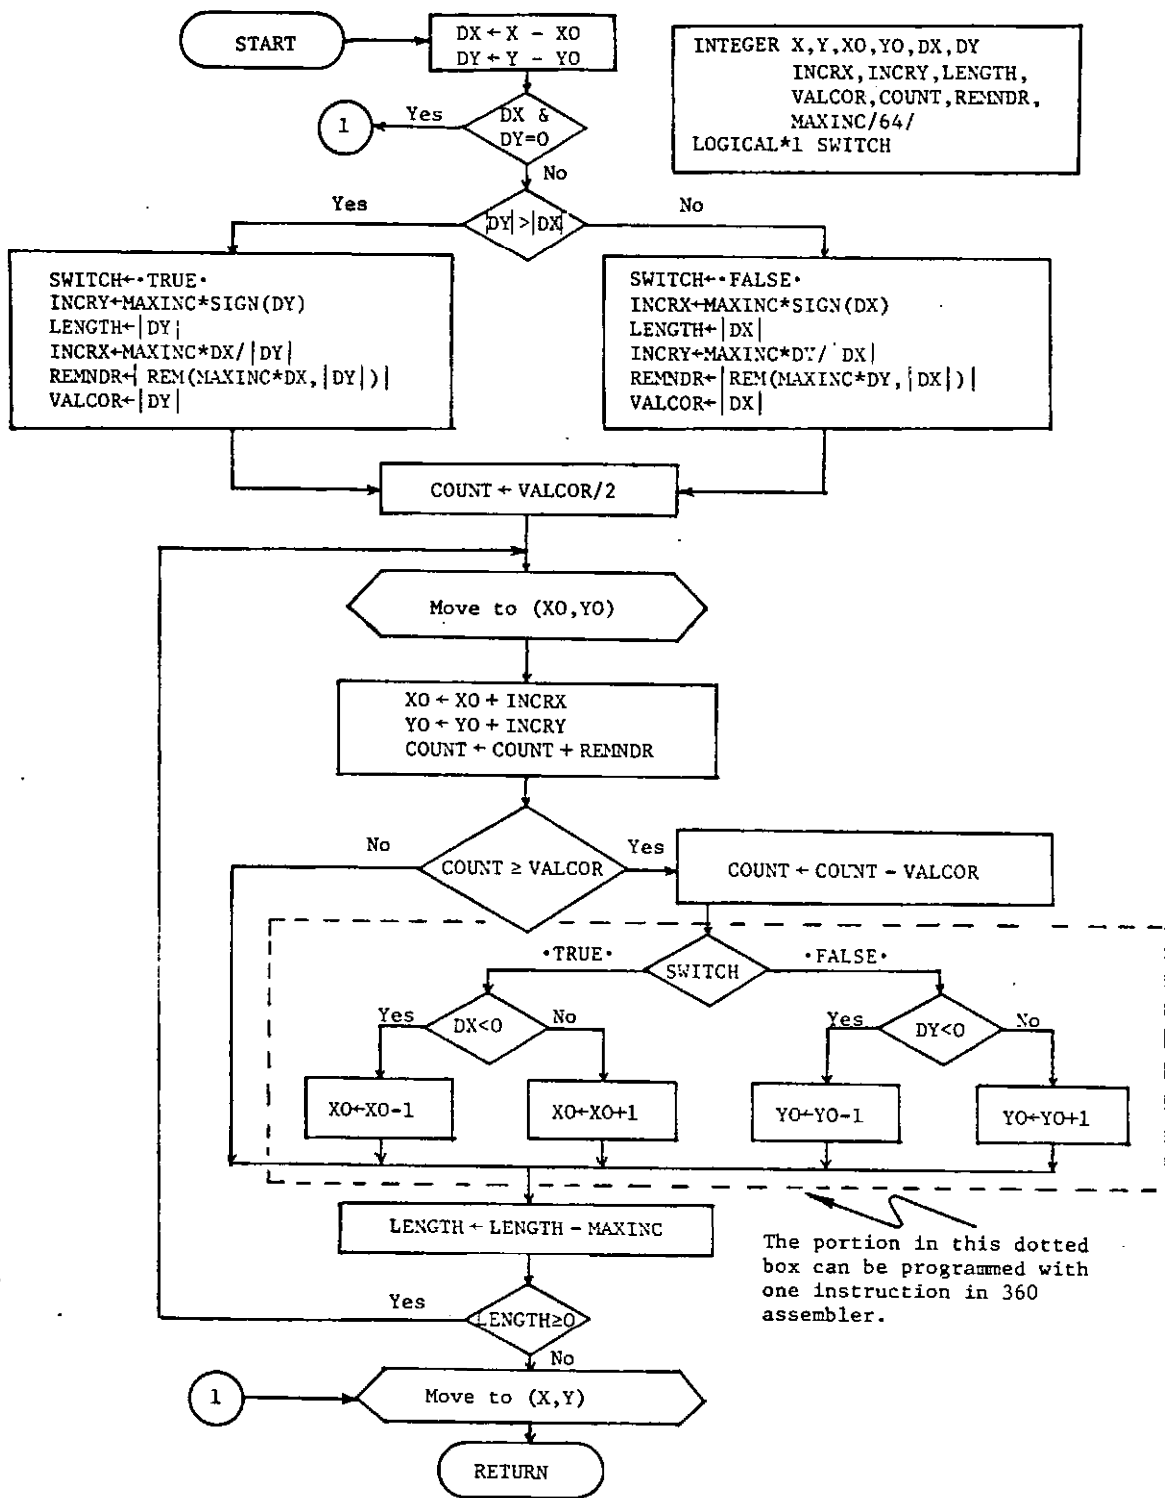 START
DX ← X - XO
DY ← Y - YO
INTEGER X,Y,XO,YO,DX,DY
INCRX,INCRY,LENGTH,
VALCOR,COUNT,REMNDR,
MAXINC/64/
LOGICAL*1 SWITCH
1
Yes
DX &
DY=O
No
Yes
|DY|>|DX|
No
SWITCH←·TRUE·
INCRY←MAXINC*SIGN(DY)
LENGTH←|DY|
INCRX←MAXINC*DX/|DY|
REMNDR←|REM(MAXINC*DX,|DY|)|
VALCOR←|DY|
SWITCH←·FALSE·
INCRX←MAXINC*SIGN(DX)
LENGTH←|DX|
INCRY←MAXINC*DY/ DX|
REMNDR←|REM(MAXINC*DY,|DX|)|
VALCOR←|DX|
COUNT ← VALCOR/2
Move to (XO,YO)
XO ← XO + INCRX
YO ← YO + INCRY
COUNT ← COUNT + REMNDR
No
COUNT ≥ VALCOR
Yes
COUNT ← COUNT - VALCOR
·TRUE·
SWITCH
·FALSE·
Yes
DX<O
No
Yes
DY<O
No
XO←XO-1
XO←XO+1
YO←YO-1
YO←YO+1
LENGTH ← LENGTH - MAXINC
The portion in this dotted
box can be programmed with
one instruction in 360
assembler.
Yes
LENGTH≥O
No
1
Move to (X,Y)
RETURN